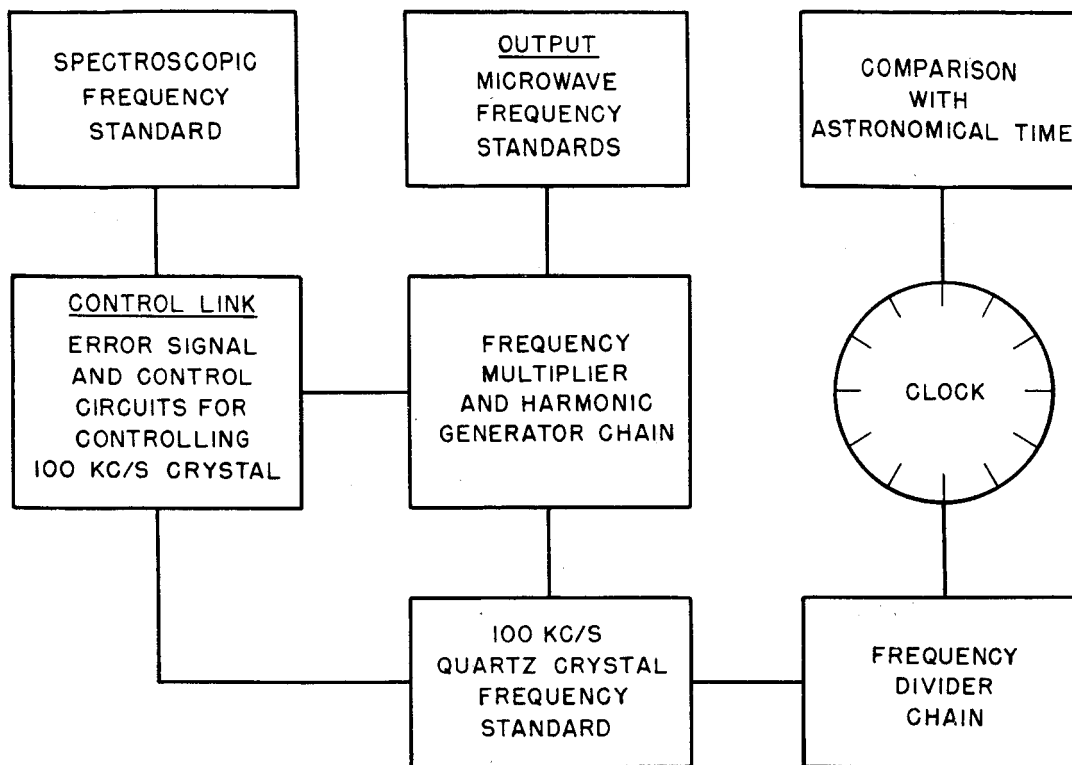 SPECTROSCOPIC
FREQUENCY
STANDARD
OUTPUT
MICROWAVE
FREQUENCY
STANDARDS
COMPARISON
WITH
ASTRONOMICAL TIME
CONTROL LINK
ERROR SIGNAL
AND CONTROL
CIRCUITS FOR
CONTROLLING
100 KC/S CRYSTAL
FREQUENCY
MULTIPLIER
AND HARMONIC
GENERATOR CHAIN
CLOCK
100 KC/S
QUARTZ CRYSTAL
FREQUENCY
STANDARD
FREQUENCY
DIVIDER
CHAIN